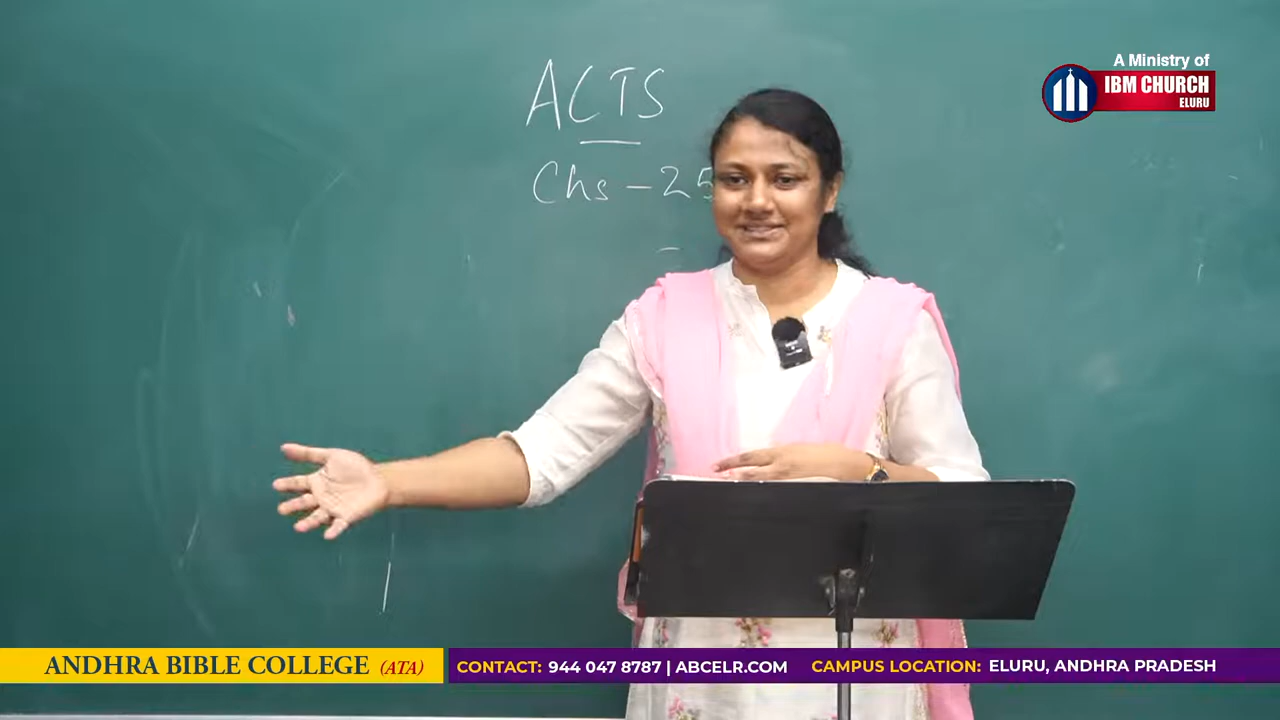 ACTS
Chs - 25
-
A Ministry of
IBM CHURCH
ELURU
ANDHRA BIBLE COLLEGE (ATA)
CONTACT: 944 047 8787 | ABCELR.COM
CAMPUS LOCATION: ELURU, ANDHRA PRADESH